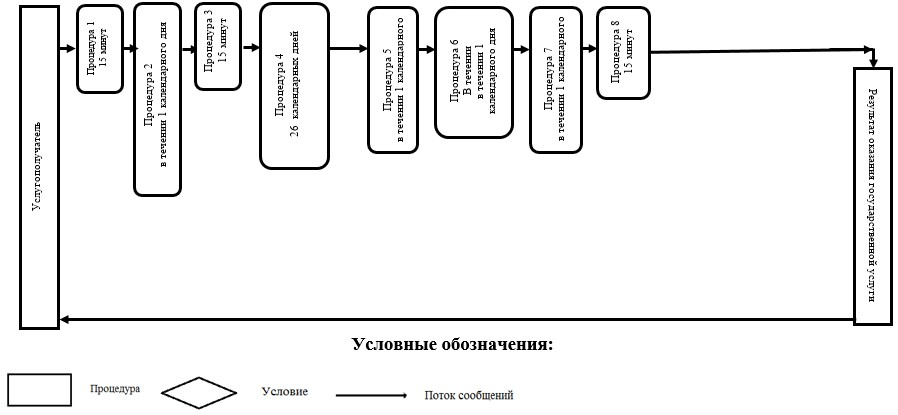 Услугополучатель
Процедура 1
15 минут
Процедура 2
в течении 1 календарного дня
Процедура 3
15 минут
Процедура 4
26 календарных дней
Процедура 5
в течении 1 календарного
Процедура 6
В течении
в течении 1
календарного дня
Процедура 7
в течении 1 календарного
Процедура 8
15 минут
Результат оказания государственной услуги
Условные обозначения:
Процедура
Условие
Поток сообщений